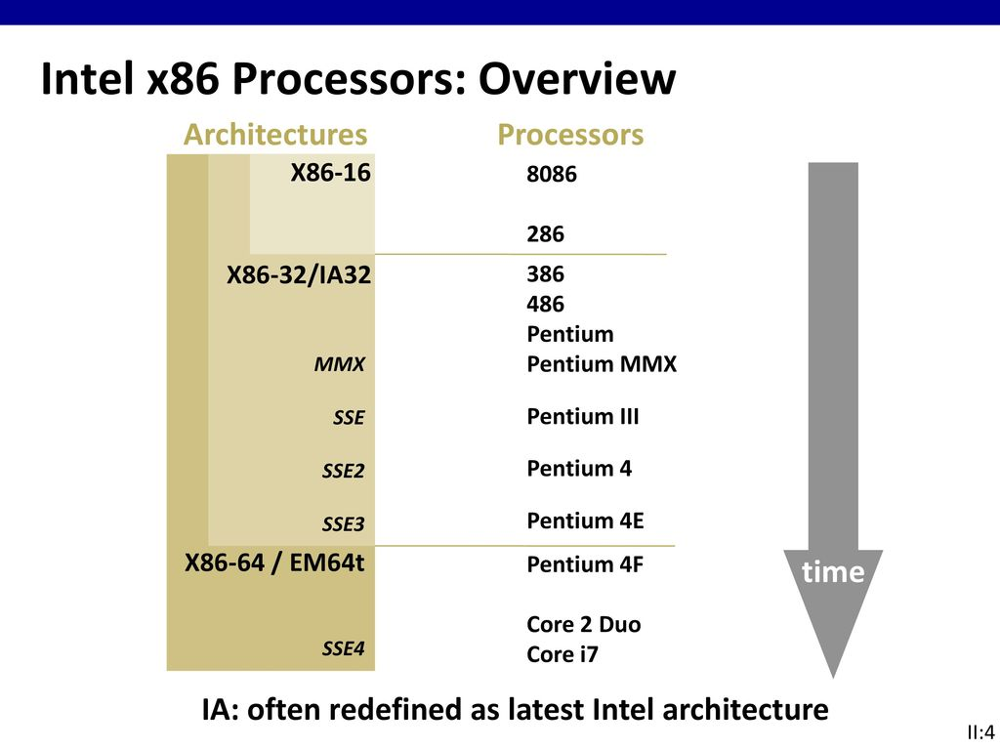 Intel x86 Processors: Overview
Architectures Processors
X86-16 8086
286
X86-32/IA32 386
486
Pentium
MMX Pentium MMX
SSE Pentium III
SSE2 Pentium 4
SSE3 Pentium 4E
X86-64 / EM64t Pentium 4F
time
Core 2 Duo
SSE4 Core i7
IA: often redefined as latest Intel architecture
II:4